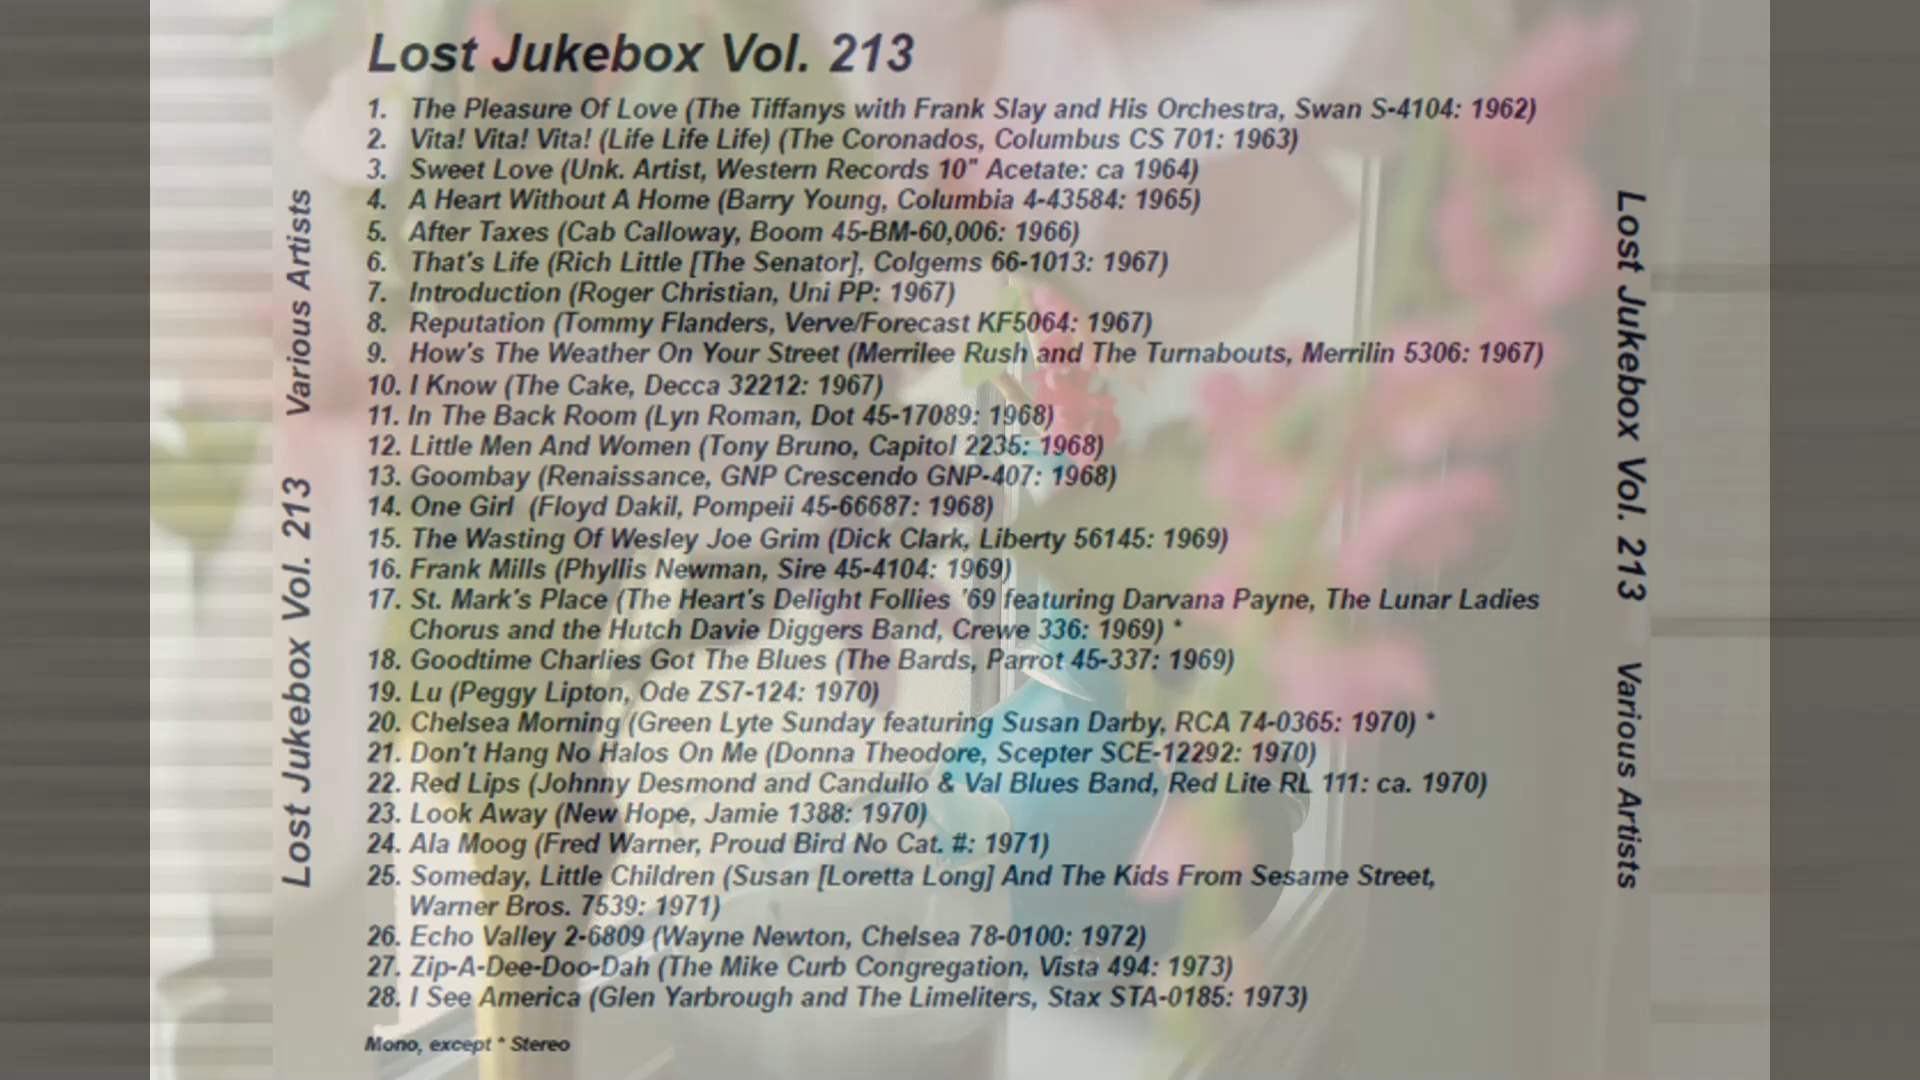 Lost Jukebox Vol. 213
1. The Pleasure Of Love (The Tiffanys with Frank Slay and His Orchestra, Swan S-4104: 1962)
2. Vita! Vita! Vita! (Life Life Life) (The Coronados, Columbus CS 701: 1963)
3. Sweet Love (Unk. Artist, Western Records 10" Acetate: ca 1964)
4. A Heart Without A Home (Barry Young, Columbia 4-43584: 1965)
5. After Taxes (Cab Calloway, Boom 45-BM-60,006: 1966)
6. That's Life (Rich Little [The Senator], Colgems 66-1013: 1967)
7. Introduction (Roger Christian, Uni PP: 1967)
8. Reputation (Tommy Flanders, Verve/Forecast KF5064: 1967)
9. How's The Weather On Your Street (Merrilee Rush and The Turnabouts, Merrilin 5306: 1967)
10. I Know (The Cake, Decca 32212: 1967)
11. In The Back Room (Lyn Roman, Dot 45-17089: 1968)
12. Little Men And Women (Tony Bruno, Capitol 2235: 1968)
13. Goombay (Renaissance, GNP Crescendo GNP-407: 1968)
14. One Girl (Floyd Dakil, Pompeii 45-66687: 1968)
15. The Wasting Of Wesley Joe Grim (Dick Clark, Liberty 56145: 1969)
16. Frank Mills (Phyllis Newman, Sire 45-4104: 1969)
17. St. Mark's Place (The Heart's Delight Follies '69 featuring Darvana Payne, The Lunar Ladies
Chorus and the Hutch Davie Diggers Band, Crewe 336: 1969) *
18. Goodtime Charlies Got The Blues (The Bards, Parrot 45-337: 1969)
19. Lu (Peggy Lipton, Ode ZS7-124: 1970)
20. Chelsea Morning (Green Lyte Sunday featuring Susan Darby, RCA 74-0365: 1970) *
21. Don't Hang No Halos On Me (Donna Theodore, Scepter SCE-12292: 1970)
22. Red Lips (Johnny Desmond and Candullo & Val Blues Band, Red Lite RL 111: ca. 1970)
23. Look Away (New Hope, Jamie 1388: 1970)
24. Ala Moog (Fred Warner, Proud Bird No Cat. #: 1971)
25. Someday, Little Children (Susan [Loretta Long] And The Kids From Sesame Street,
Warner Bros. 7539: 1971)
26. Echo Valley 2-6809 (Wayne Newton, Chelsea 78-0100: 1972)
27. Zip-A-Dee-Doo-Dah (The Mike Curb Congregation, Vista 494: 1973)
28. I See America (Glen Yarbrough and The Limeliters, Stax STA-0185: 1973)
Mono, except * Stereo
Lost Jukebox Vol. 213 Various Artists
Lost Jukebox Vol. 213 Various Artists